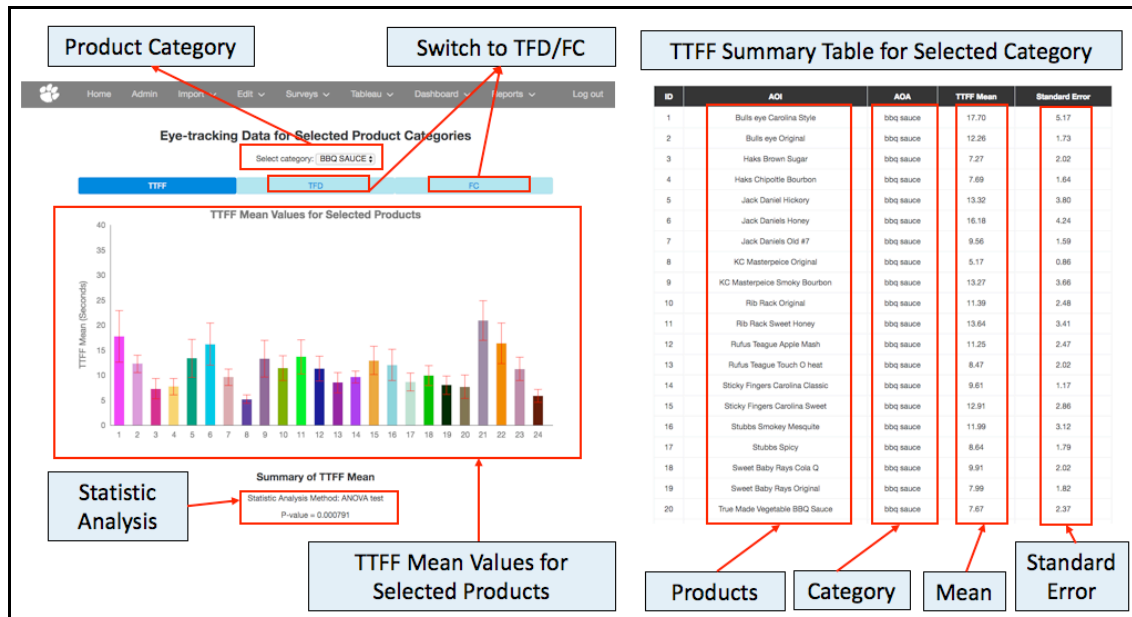 Product Category
Switch to TFD/FC
Home Admin Import Edit Surveys Tableau Dashboard Reports Log out
Eye-tracking Data for Selected Product Categories
Select category: BBQ SAUCE
TTFF TFD FC
TTFF Mean Values for Selected Products
TTFF Mean (Seconds)
40
35
30
25
20
15
10
5
0
1 2 3 4 5 6 7 8 9 10 11 12 13 14 15 16 17 18 19 20 21 22 23 24
Summary of TTFF Mean
Statistic Analysis Method: ANOVA test
P-value = 0.000791
Statistic
Analysis
TTFF Mean Values for
Selected Products
TTFF Summary Table for Selected Category
ID AOI AOA TTFF Mean Standard Error
1 Bulls eye Carolina Style bbq sauce 17.70 5.17
2 Bulls eye Original bbq sauce 12.26 1.73
3 Haks Brown Sugar bbq sauce 7.27 2.02
4 Haks Chipoltle Bourbon bbq sauce 7.69 1.64
5 Jack Daniel Hickory bbq sauce 13.32 3.80
6 Jack Daniels Honey bbq sauce 16.18 4.24
7 Jack Daniels Old #7 bbq sauce 9.56 1.59
8 KC Masterpeice Original bbq sauce 5.17 0.86
9 KC Masterpeice Smoky Bourbon bbq sauce 13.27 3.66
10 Rib Rack Original bbq sauce 11.39 2.48
11 Rib Rack Sweet Honey bbq sauce 13.64 3.41
12 Rufus Teague Apple Mash bbq sauce 11.25 2.47
13 Rufus Teague Touch O heat bbq sauce 8.47 2.02
14 Sticky Fingers Carolina Classic bbq sauce 9.61 1.17
15 Sticky Fingers Carolina Sweet bbq sauce 12.91 2.86
16 Stubbs Smokey Mesquite bbq sauce 11.99 3.12
17 Stubbs Spicy bbq sauce 8.64 1.79
18 Sweet Baby Rays Cola Q bbq sauce 9.91 2.02
19 Sweet Baby Rays Original bbq sauce 7.99 1.82
20 True Made Vegetable BBQ Sauce bbq sauce 7.67 2.37
Products
Category
Mean
Standard
Error